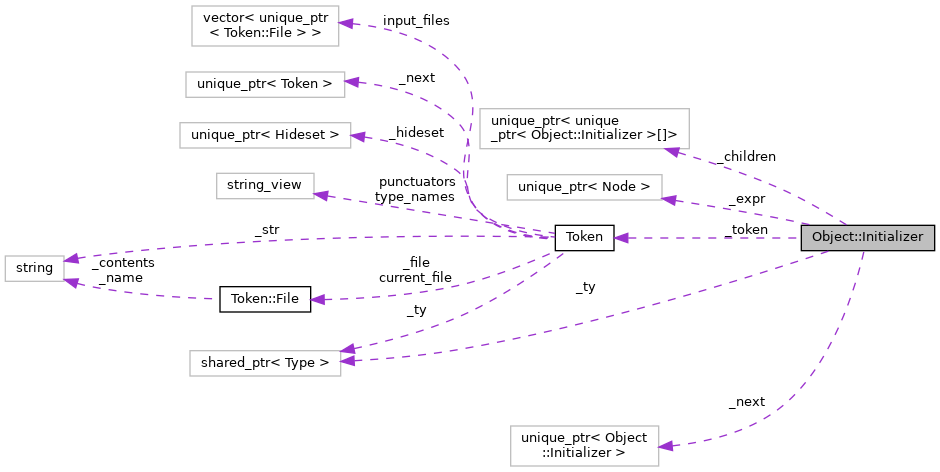 vector< unique_ptr
< Token::File > >
input_files
unique_ptr< Token >
_next
unique_ptr< Hideset >
_hideset
unique_ptr< unique
_ptr< Object::Initializer >[]>
_children
string_view
punctuators
type_names
unique_ptr< Node >
_expr
_str
Token
_token
Object::Initializer
string
_contents
_name
Token::File
_file
current_file
_ty
_ty
shared_ptr< Type >
_next
unique_ptr< Object
::Initializer >